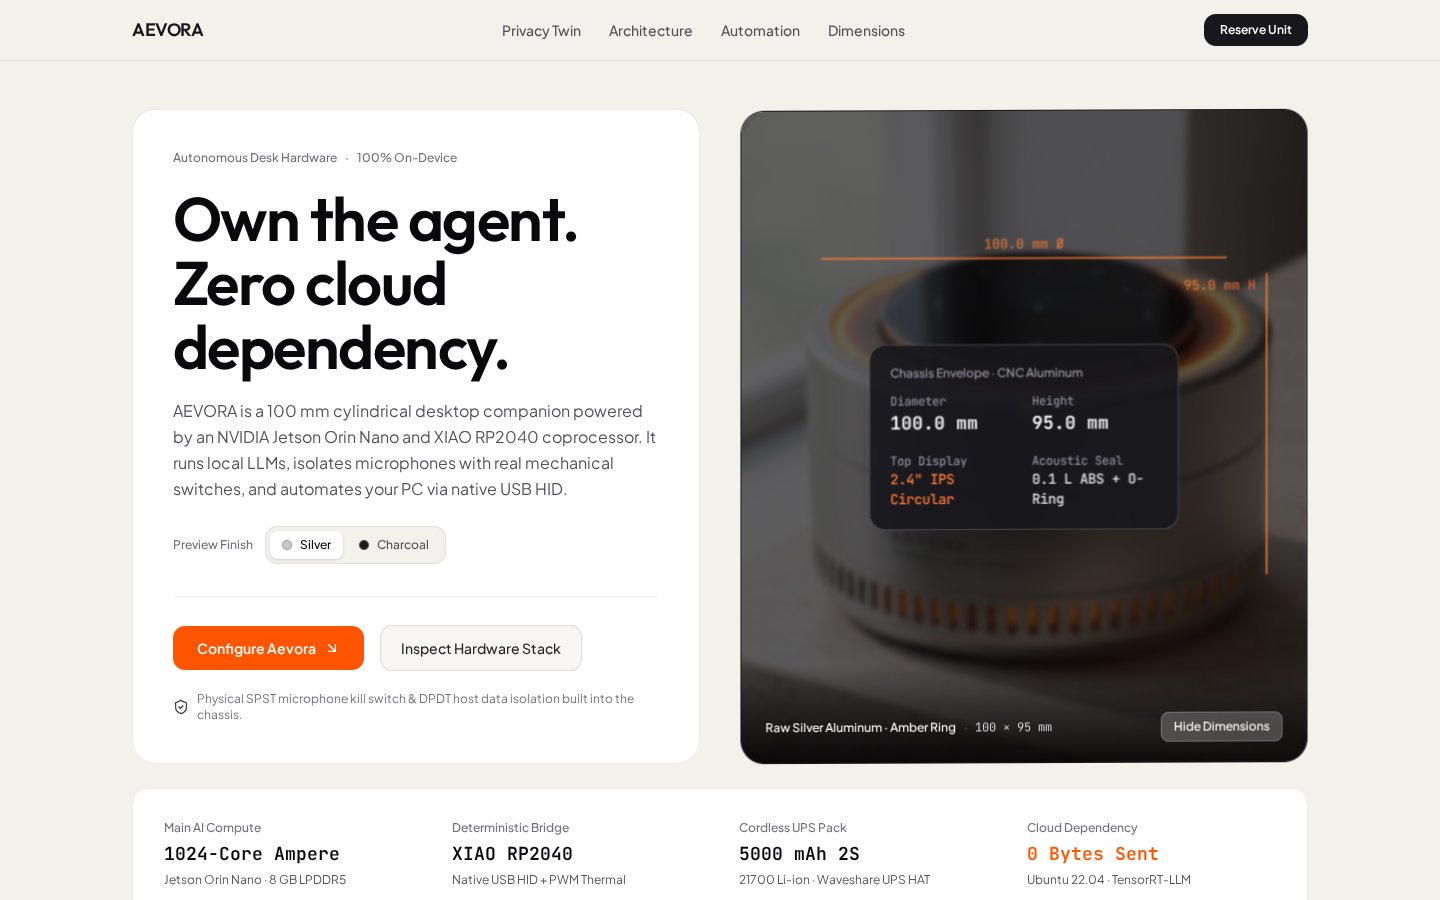 AEVORA
Privacy Twin
Architecture
Automation
Dimensions
Reserve Unit
Autonomous Desk Hardware · 100% On-Device
Own the agent.
Zero cloud
dependency.
AEVORA is a 100 mm cylindrical desktop companion powered
by an NVIDIA Jetson Orin Nano and XIAO RP2040 coprocessor. It
runs local LLMs, isolates microphones with real mechanical
switches, and automates your PC via native USB HID.
Preview Finish
Silver
Charcoal
Configure Aevora
Inspect Hardware Stack
Physical SPST microphone kill switch & DPDT host data isolation built into the
chassis.
100.0 mm Ø
95.0 mm H
Chassis Envelope · CNC Aluminum
Diameter
100.0 mm
Height
95.0 mm
Top Display
2.4" IPS
Circular
Acoustic Seal
0.1 L ABS + O-
Ring
Raw Silver Aluminum · Amber Ring · 100 × 95 mm
Hide Dimensions
Main AI Compute
1024-Core Ampere
Jetson Orin Nano · 8 GB LPDDR5
Deterministic Bridge
XIAO RP2040
Native USB HID + PWM Thermal
Cordless UPS Pack
5000 mAh 2S
21700 Li-ion · Waveshare UPS HAT
Cloud Dependency
0 Bytes Sent
Ubuntu 22.04 · TensorRT-LLM